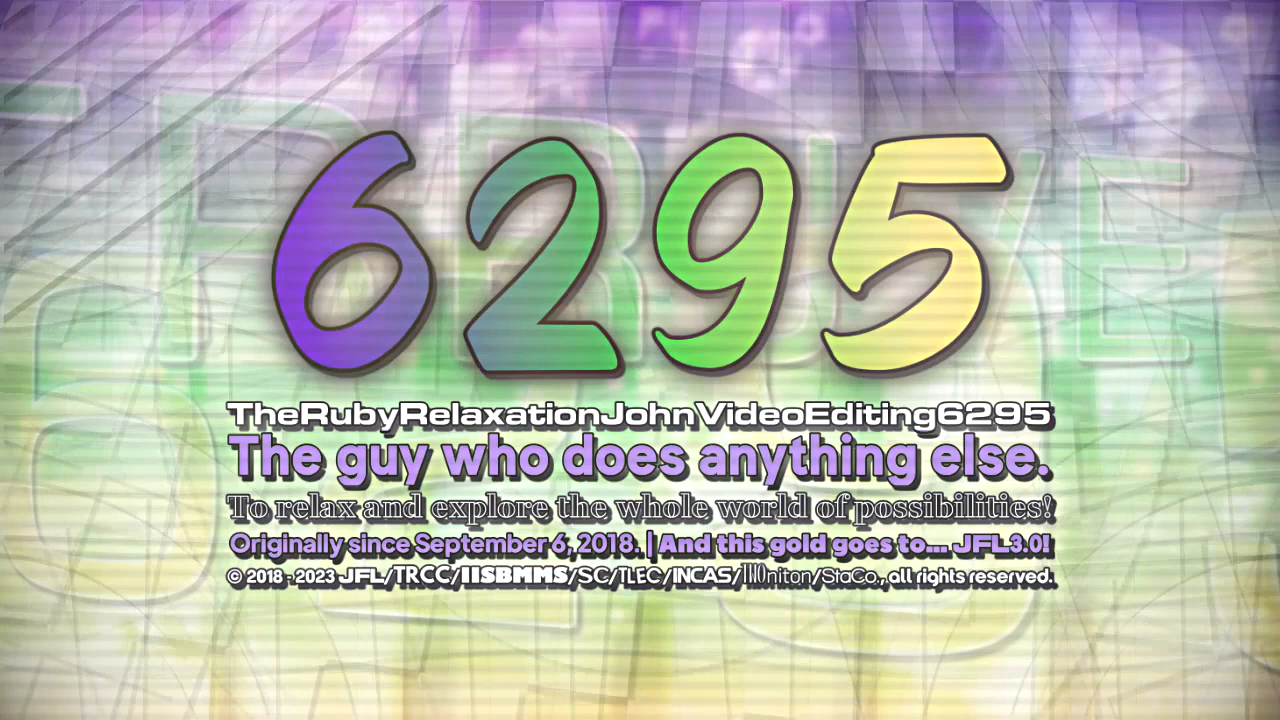 6295
TheRubyRelaxationJohnVideoEditing6295
The guy who does anything else.
To relax and explore the whole world of possibilities!
Originally since September 6, 2018. | And this gold goes to... JFL3.0!
© 2018 - 2023 JFL/TRCC/IISBMMS/SC/TLEC/INCAS/ /StaCo., all rights reserved.